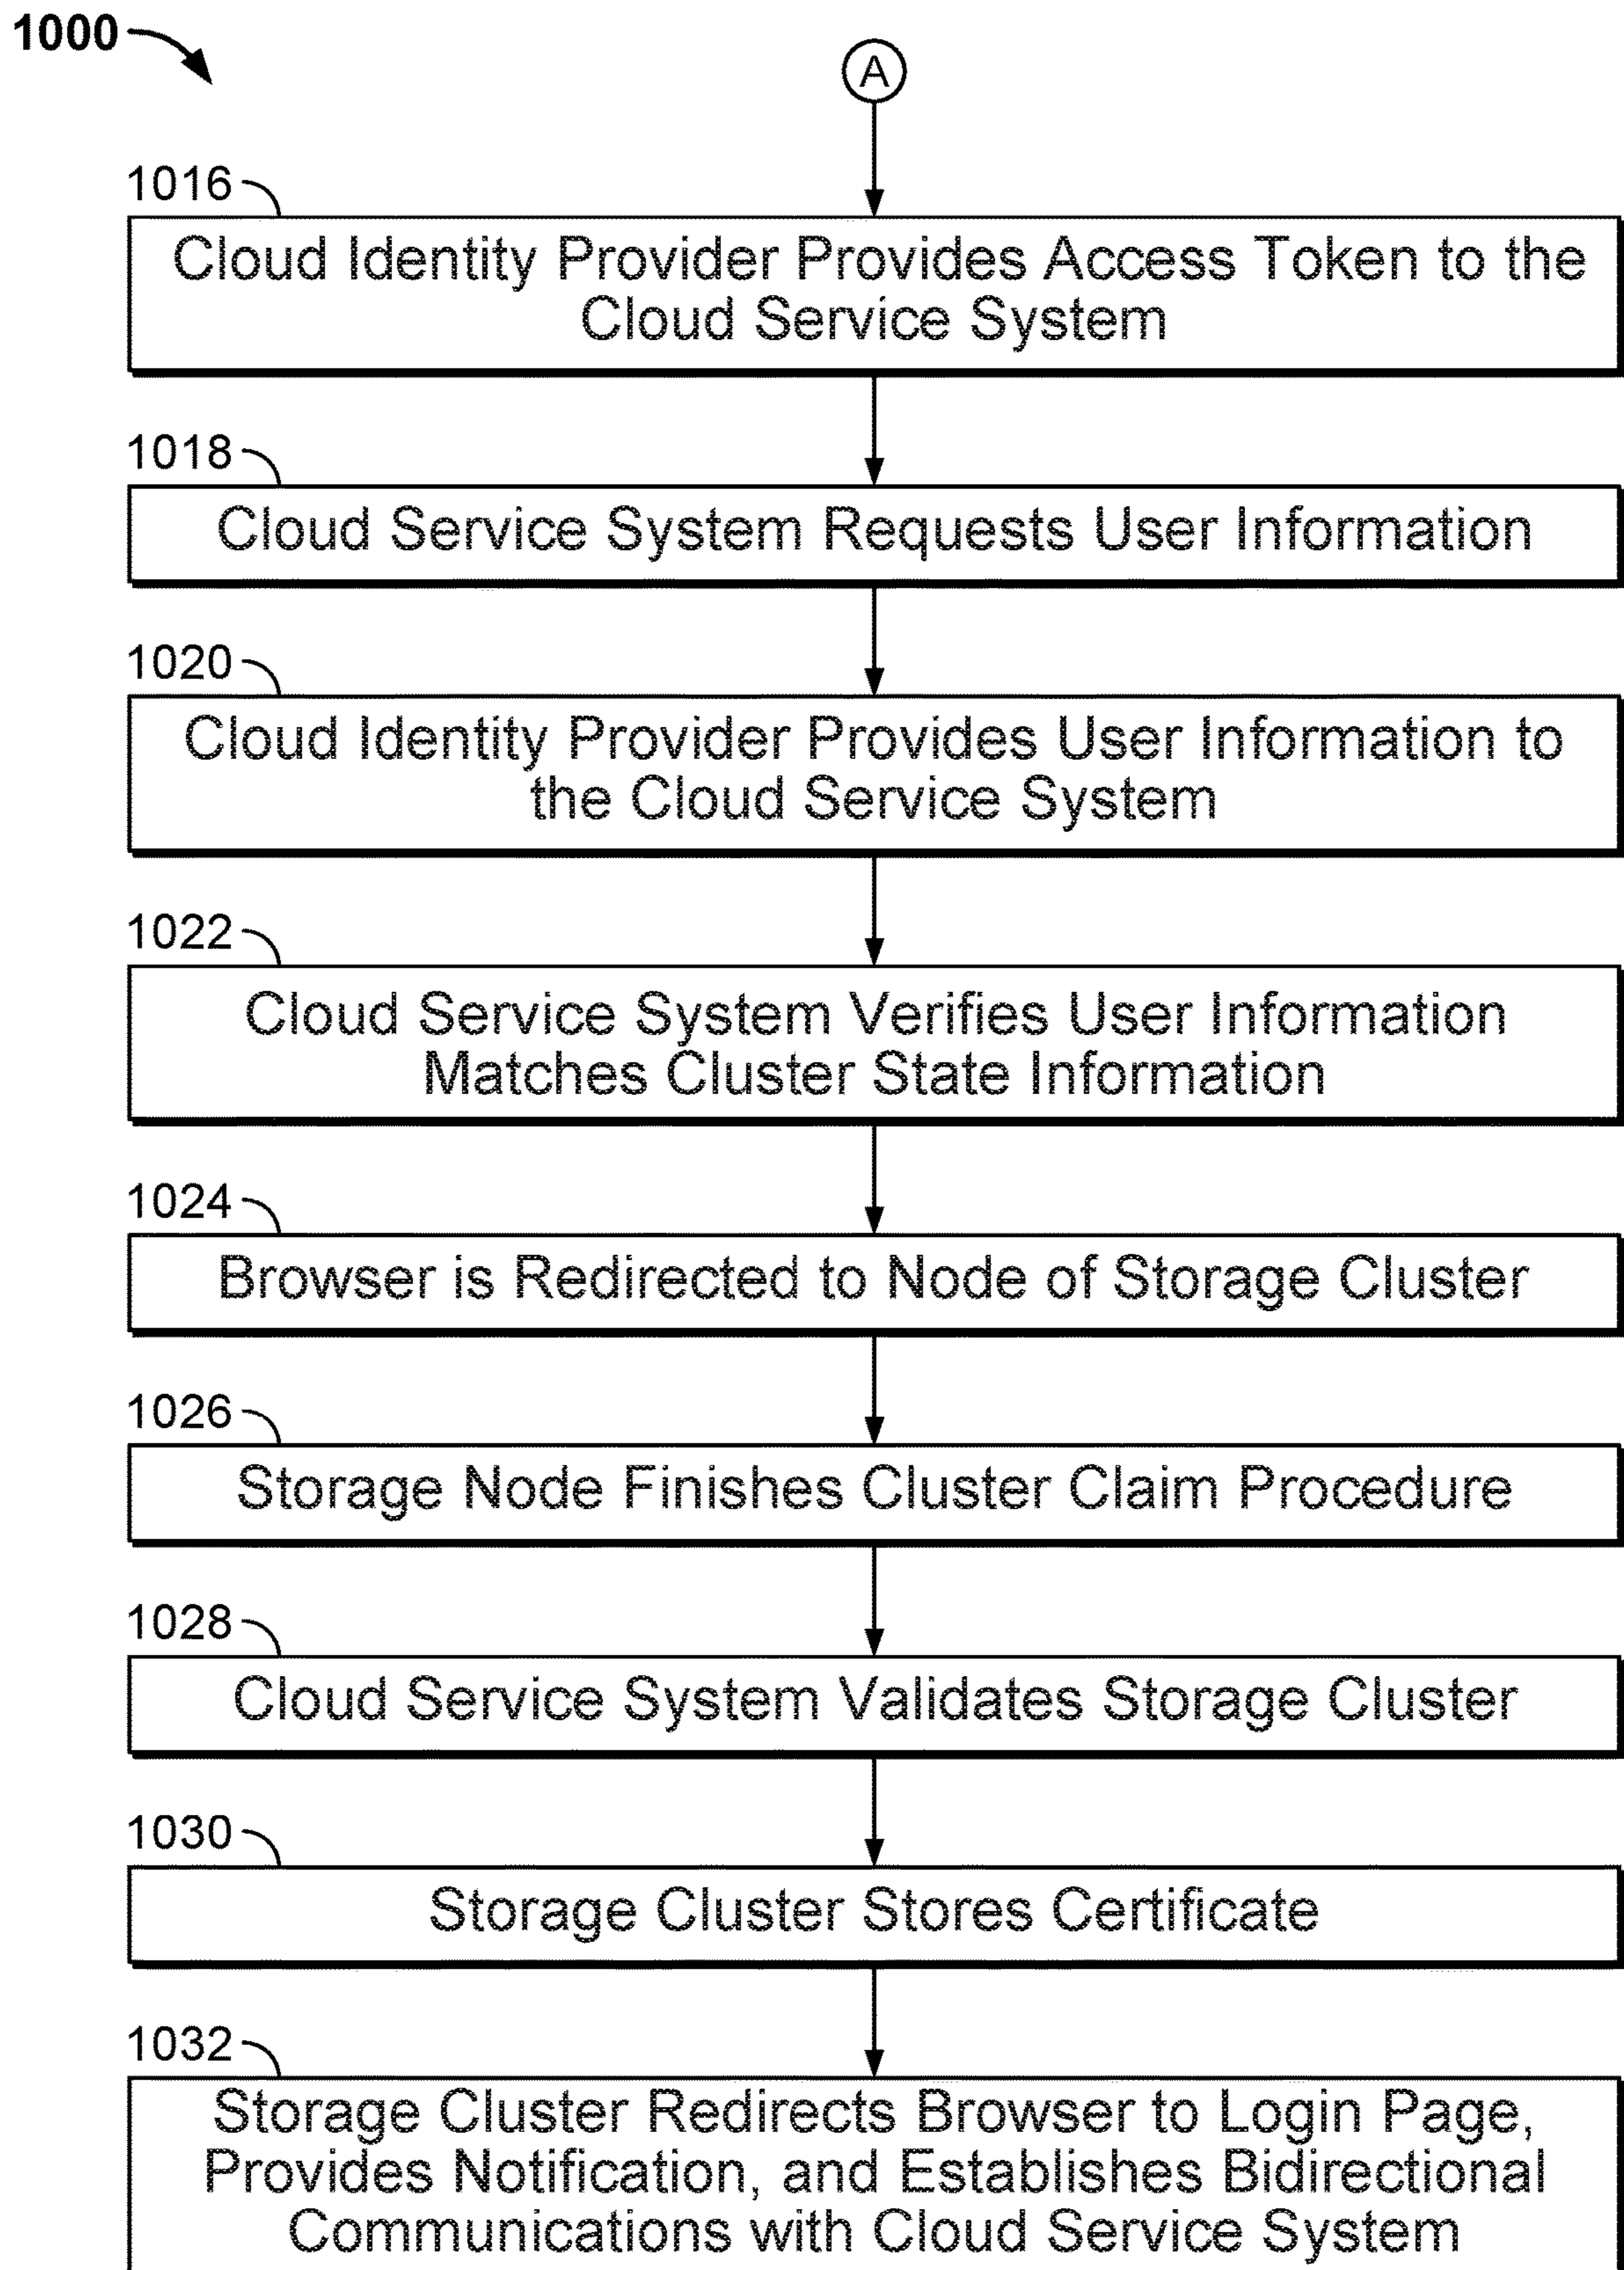 1000
A
1016
Cloud Identity Provider Provides Access Token to the
Cloud Service System
1018
Cloud Service System Requests User Information
1020
Cloud Identity Provider Provides User Information to
the Cloud Service System
1022
Cloud Service System Verifies User Information
Matches Cluster State Information
1024
Browser is Redirected to Node of Storage Cluster
1026
Storage Node Finishes Cluster Claim Procedure
1028
Cloud Service System Validates Storage Cluster
1030
Storage Cluster Stores Certificate
1032
Storage Cluster Redirects Browser to Login Page,
Provides Notification, and Establishes Bidirectional
Communications with Cloud Service System